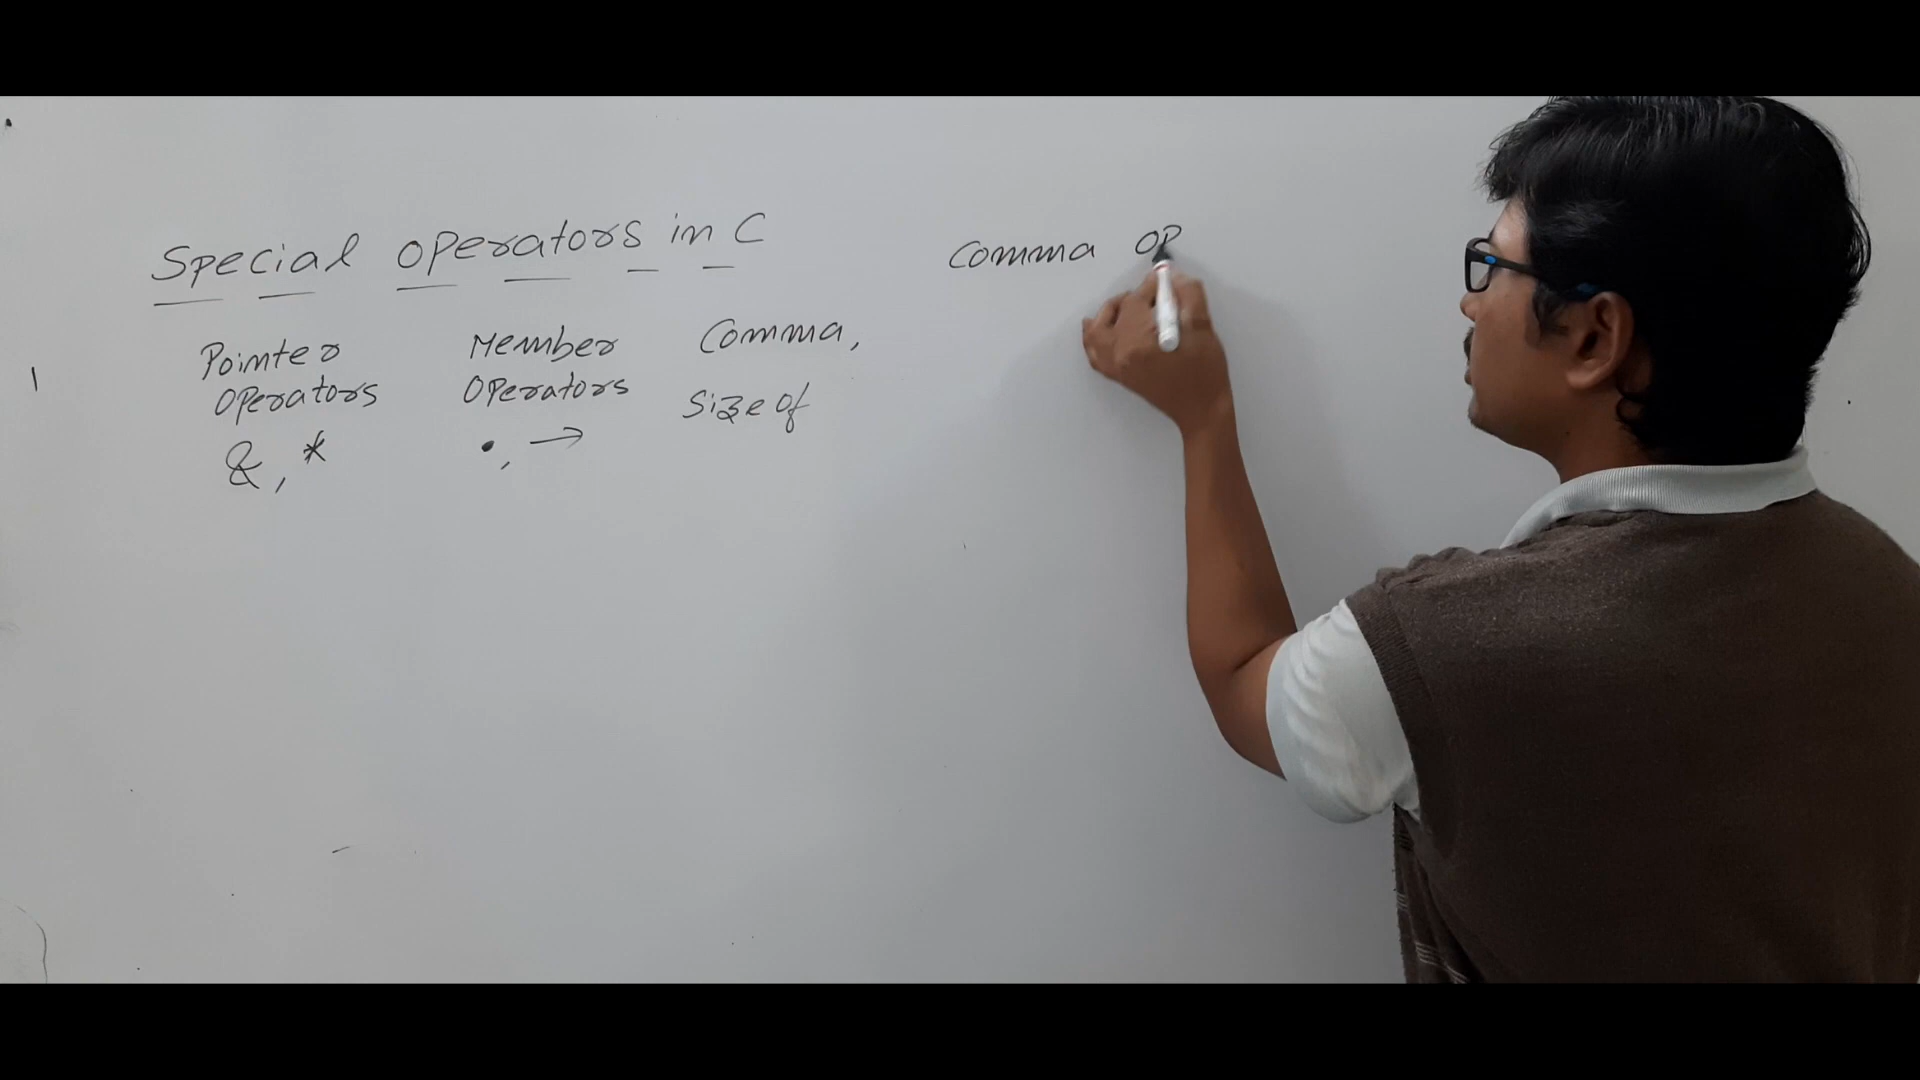 Special Operators in C
Pointer
Operators
&, *
Member
Operators
., →
Comma,
Size of
Comma OP